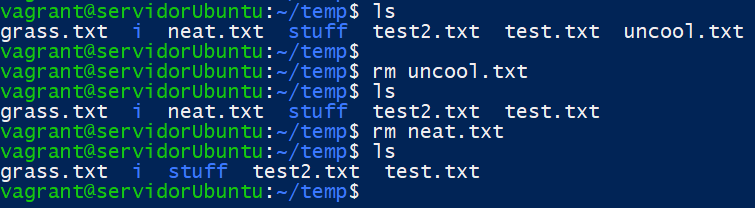 vagrant@servidorUbuntu:~/temp$ ls
grass.txt  i  neat.txt  stuff  test2.txt  test.txt  uncool.txt
vagrant@servidorUbuntu:~/temp$
vagrant@servidorUbuntu:~/temp$ rm uncool.txt
vagrant@servidorUbuntu:~/temp$ ls
grass.txt  i  neat.txt  stuff  test2.txt  test.txt
vagrant@servidorUbuntu:~/temp$ rm neat.txt
vagrant@servidorUbuntu:~/temp$ ls
grass.txt  i  stuff  test2.txt  test.txt
vagrant@servidorUbuntu:~/temp$